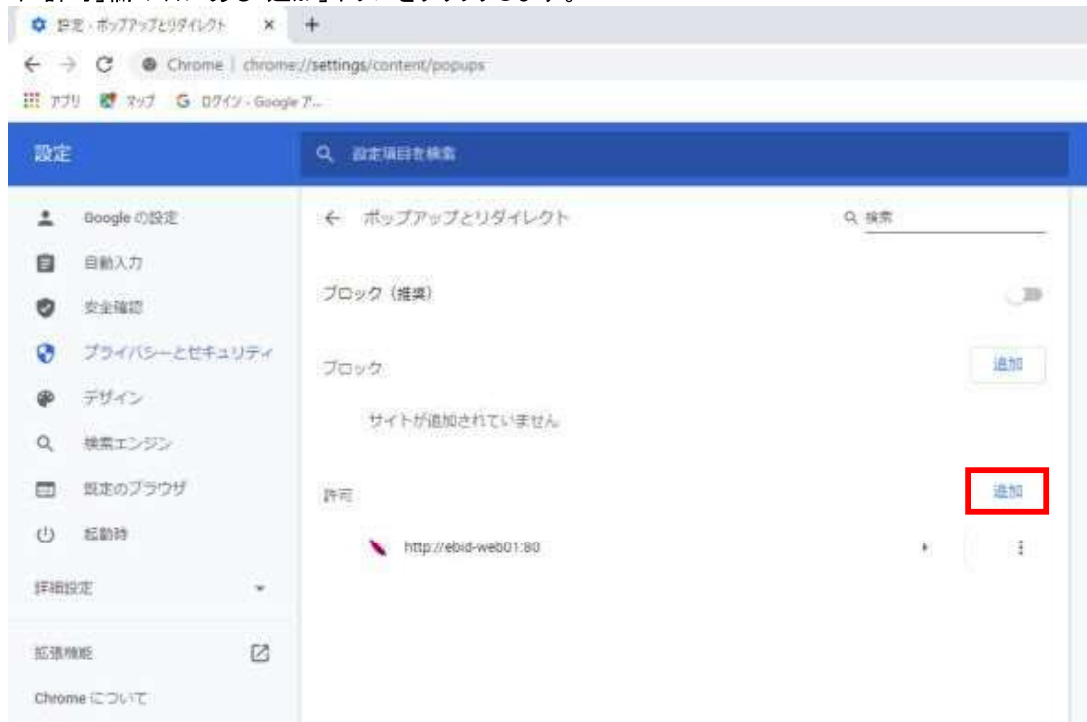 設定 - ポップアップとリダイレクト × +
Chrome | chrome://settings/content/popups
アプリ マップ G ログイン - Google ア...
設定
設定項目を検索
Google の設定
自動入力
安全確認
プライバシーとセキュリティ
デザイン
検索エンジン
既定のブラウザ
起動時
詳細設定
拡張機能
Chrome について
ポップアップとリダイレクト
検索
ブロック（推奨）
ブロック
追加
サイトが追加されていません
許可
追加
http://ebid-web01:80